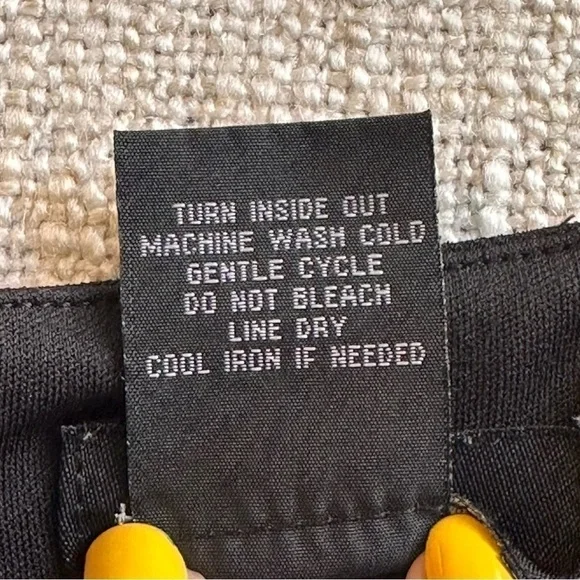 TURN INSIDE OUT
MACHINE WASH COLD
GENTLE CYCLE
DO NOT BLEACH
LINE DRY
COOL IRON IF NEEDED